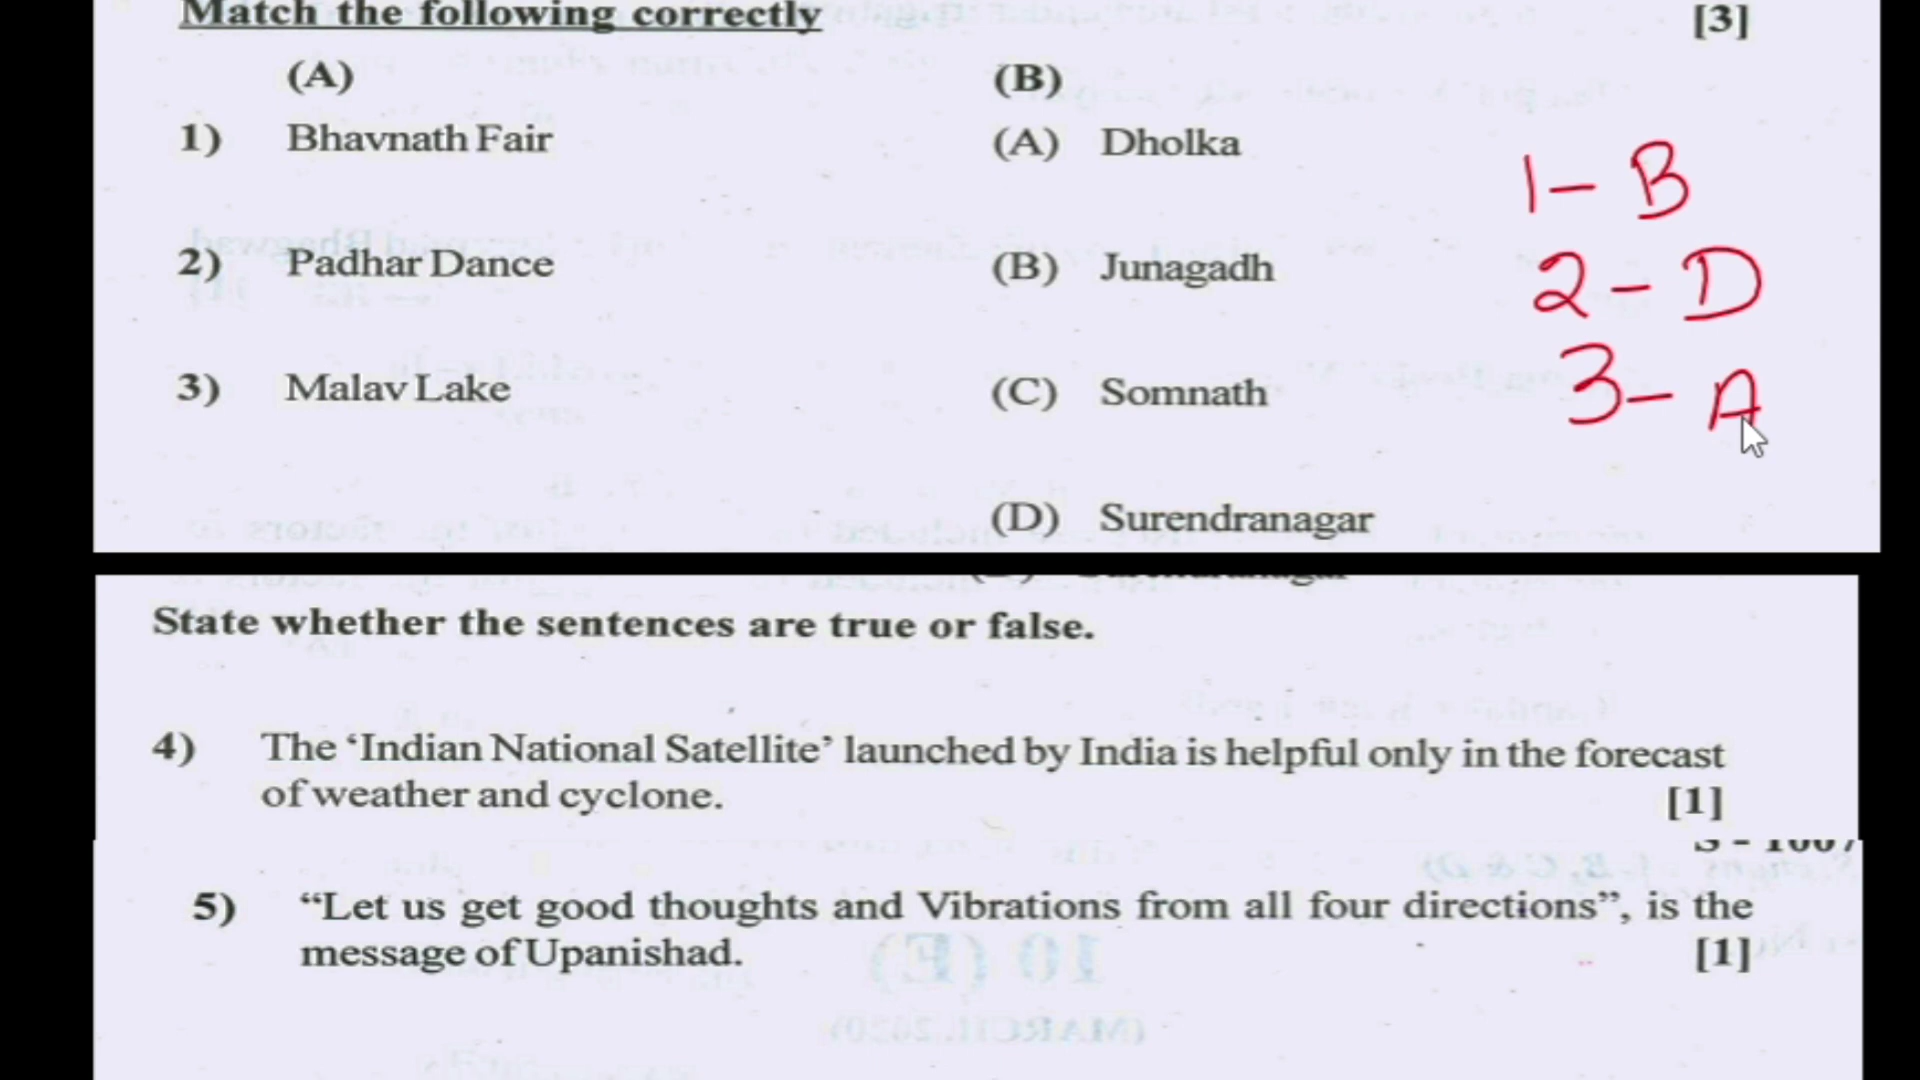 Match the following correctly [3]
(A) (B)
1) Bhavnath Fair (A) Dholka
1 – B
2) Padhar Dance (B) Junagadh
2 – D
3) Malav Lake (C) Somnath
3 – A
(D) Surendranagar
State whether the sentences are true or false.
4) The ‘Indian National Satellite’ launched by India is helpful only in the forecast
of weather and cyclone. [1]
5) “Let us get good thoughts and Vibrations from all four directions”, is the
message of Upanishad. [1]
10 (E)
(MARCH, 2020)